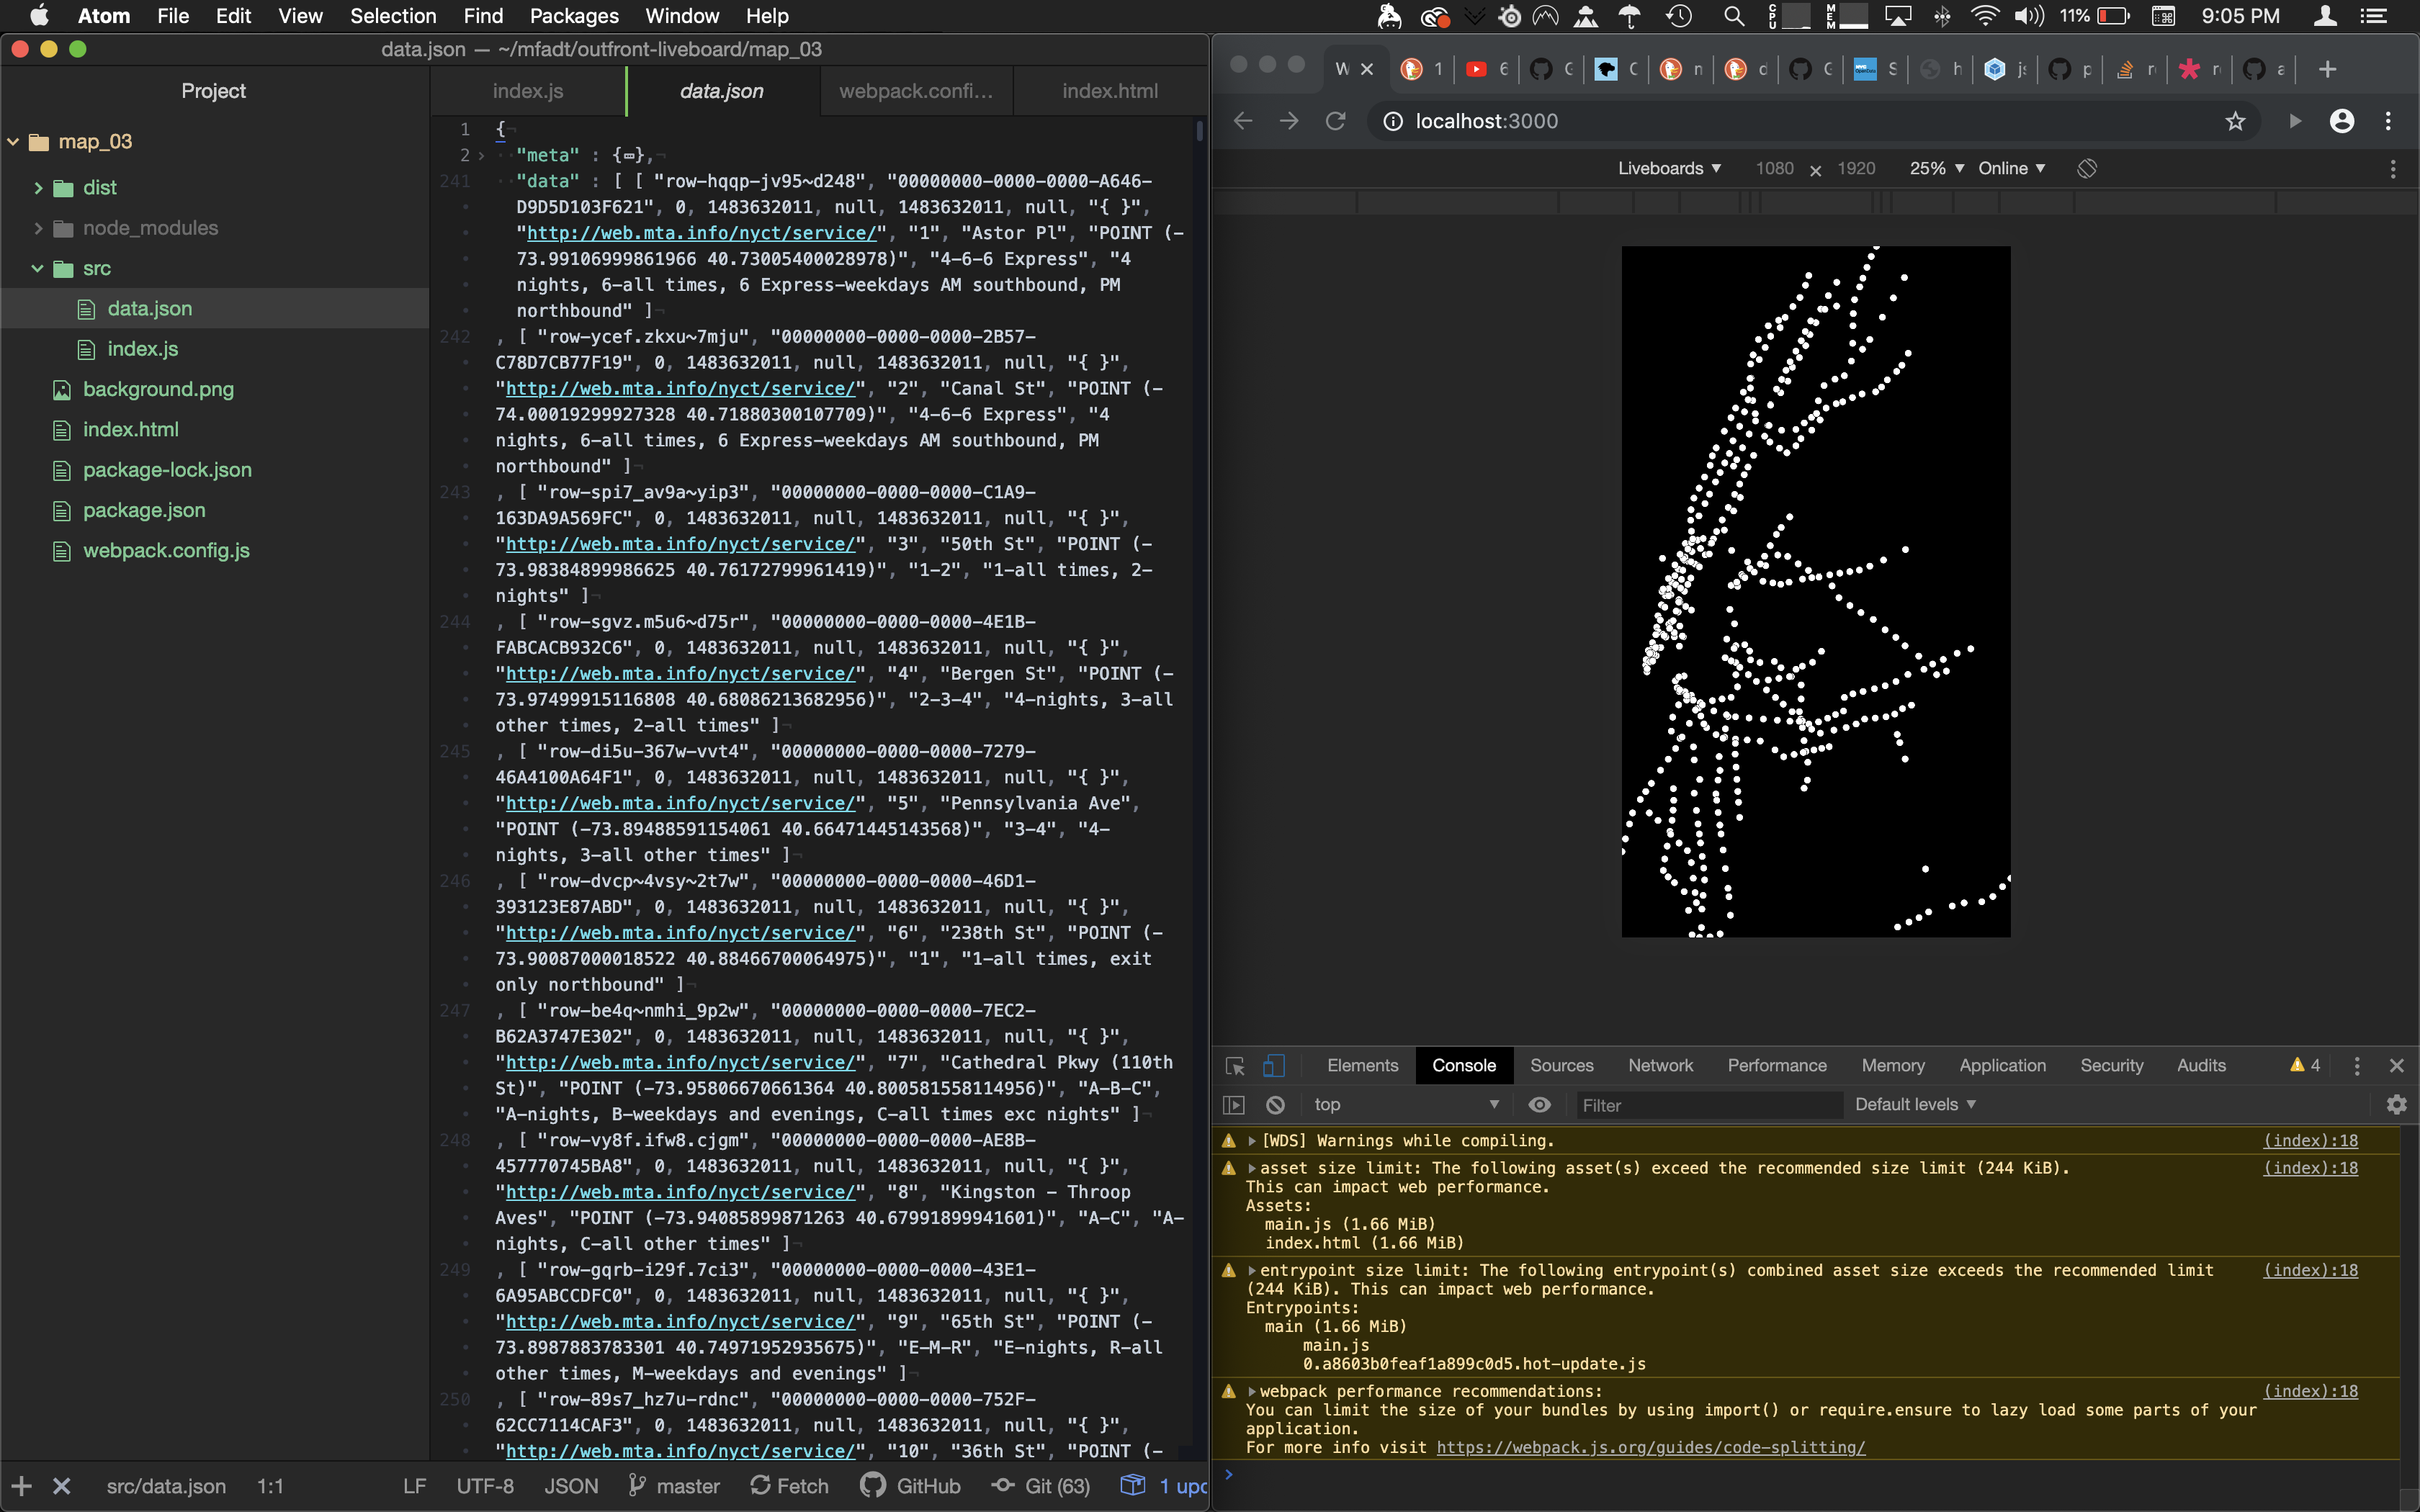 Atom File Edit View Selection Find Packages Window Help
CPU MEM 11% 9:05 PM
data.json — ~/mfadt/outfront-liveboard/map_03
Project
map_03
dist
node_modules
src
data.json
index.js
background.png
index.html
package-lock.json
package.json
webpack.config.js
index.js data.json webpack.confi... index.html
1 {¬
2 "meta" : {…},¬
241 "data" : [ [ "row-hqqp-jv95~d248", "00000000-0000-0000-A646-
D9D5D103F621", 0, 1483632011, null, 1483632011, null, "{ }",
"http://web.mta.info/nyct/service/", "1", "Astor Pl", "POINT (-
73.99106999861966 40.73005400028978)", "4-6-6 Express", "4
nights, 6-all times, 6 Express-weekdays AM southbound, PM
northbound" ]¬
242 , [ "row-ycef.zkxu~7mju", "00000000-0000-0000-2B57-
C78D7CB77F19", 0, 1483632011, null, 1483632011, null, "{ }",
"http://web.mta.info/nyct/service/", "2", "Canal St", "POINT (-
74.00019299927328 40.71880300107709)", "4-6-6 Express", "4
nights, 6-all times, 6 Express-weekdays AM southbound, PM
northbound" ]¬
243 , [ "row-spi7_av9a~yip3", "00000000-0000-0000-C1A9-
163DA9A569FC", 0, 1483632011, null, 1483632011, null, "{ }",
"http://web.mta.info/nyct/service/", "3", "50th St", "POINT (-
73.98384899986625 40.76172799961419)", "1-2", "1-all times, 2-
nights" ]¬
244 , [ "row-sgvz.m5u6~d75r", "00000000-0000-0000-4E1B-
FABCACB932C6", 0, 1483632011, null, 1483632011, null, "{ }",
"http://web.mta.info/nyct/service/", "4", "Bergen St", "POINT (-
73.97499915116808 40.68086213682956)", "2-3-4", "4-nights, 3-all
other times, 2-all times" ]¬
245 , [ "row-di5u-367w-vvt4", "00000000-0000-0000-7279-
46A4100A64F1", 0, 1483632011, null, 1483632011, null, "{ }",
"http://web.mta.info/nyct/service/", "5", "Pennsylvania Ave",
"POINT (-73.89488591154061 40.66471445143568)", "3-4", "4-
nights, 3-all other times" ]¬
246 , [ "row-dvcp~4vsy~2t7w", "00000000-0000-0000-46D1-
393123E87ABD", 0, 1483632011, null, 1483632011, null, "{ }",
"http://web.mta.info/nyct/service/", "6", "238th St", "POINT (-
73.90087000018522 40.88466700064975)", "1", "1-all times, exit
only northbound" ]¬
247 , [ "row-be4q~nmhi_9p2w", "00000000-0000-0000-7EC2-
B62A3747E302", 0, 1483632011, null, 1483632011, null, "{ }",
"http://web.mta.info/nyct/service/", "7", "Cathedral Pkwy (110th
St)", "POINT (-73.95806670661364 40.800581558114956)", "A-B-C",
"A-nights, B-weekdays and evenings, C-all times exc nights" ]¬
248 , [ "row-vy8f.ifw8.cjgm", "00000000-0000-0000-AE8B-
457770745BA8", 0, 1483632011, null, 1483632011, null, "{ }",
"http://web.mta.info/nyct/service/", "8", "Kingston - Throop
Aves", "POINT (-73.94085899871263 40.67991899941601)", "A-C", "A-
nights, C-all other times" ]¬
249 , [ "row-gqrb-i29f.7ci3", "00000000-0000-0000-43E1-
6A95ABCCDFC0", 0, 1483632011, null, 1483632011, null, "{ }",
"http://web.mta.info/nyct/service/", "9", "65th St", "POINT (-
73.8987883783301 40.74971952935675)", "E-M-R", "E-nights, R-all
other times, M-weekdays and evenings" ]¬
250 , [ "row-89s7_hz7u-rdnc", "00000000-0000-0000-752F-
62CC7114CAF3", 0, 1483632011, null, 1483632011, null, "{ }",
"http://web.mta.info/nyct/service/", "10", "36th St", "POINT (-
src/data.json 1:1 LF UTF-8 JSON master Fetch GitHub Git (63) 1 upd
localhost:3000
Liveboards 1080 × 1920 25% Online
Elements Console Sources Network Performance Memory Application Security Audits 4
top Filter Default levels
[WDS] Warnings while compiling. (index):18
asset size limit: The following asset(s) exceed the recommended size limit (244 KiB). (index):18
This can impact web performance.
Assets:
main.js (1.66 MiB)
index.html (1.66 MiB)
entrypoint size limit: The following entrypoint(s) combined asset size exceeds the recommended limit (index):18
(244 KiB). This can impact web performance.
Entrypoints:
main (1.66 MiB)
main.js
0.a8603b0feaf1a899c0d5.hot-update.js
webpack performance recommendations: (index):18
You can limit the size of your bundles by using import() or require.ensure to lazy load some parts of your
application.
For more info visit https://webpack.js.org/guides/code-splitting/